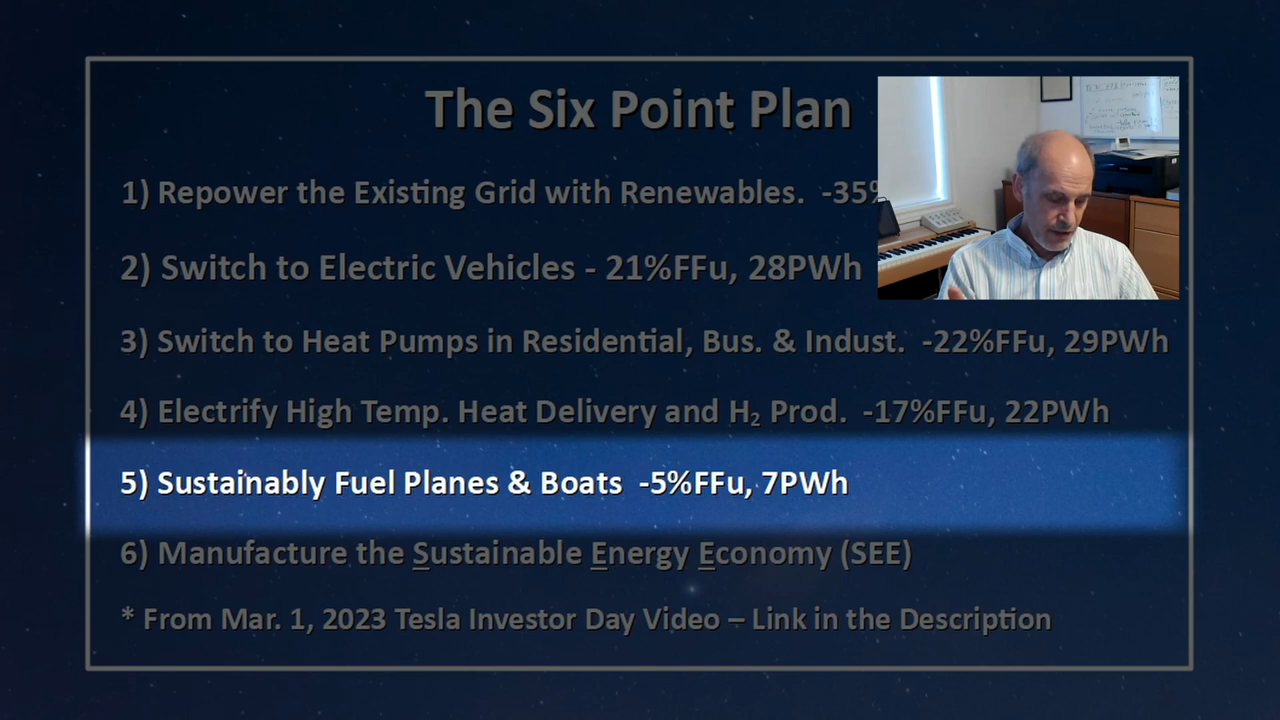 The Six Point Plan
1) Repower the Existing Grid with Renewables. -35%
2) Switch to Electric Vehicles - 21%FFu, 28PWh
3) Switch to Heat Pumps in Residential, Bus. & Indust. -22%FFu, 29PWh
4) Electrify High Temp. Heat Delivery and H₂ Prod. -17%FFu, 22PWh
5) Sustainably Fuel Planes & Boats -5%FFu, 7PWh
6) Manufacture the Sustainable Energy Economy (SEE)
* From Mar. 1, 2023 Tesla Investor Day Video – Link in the Description